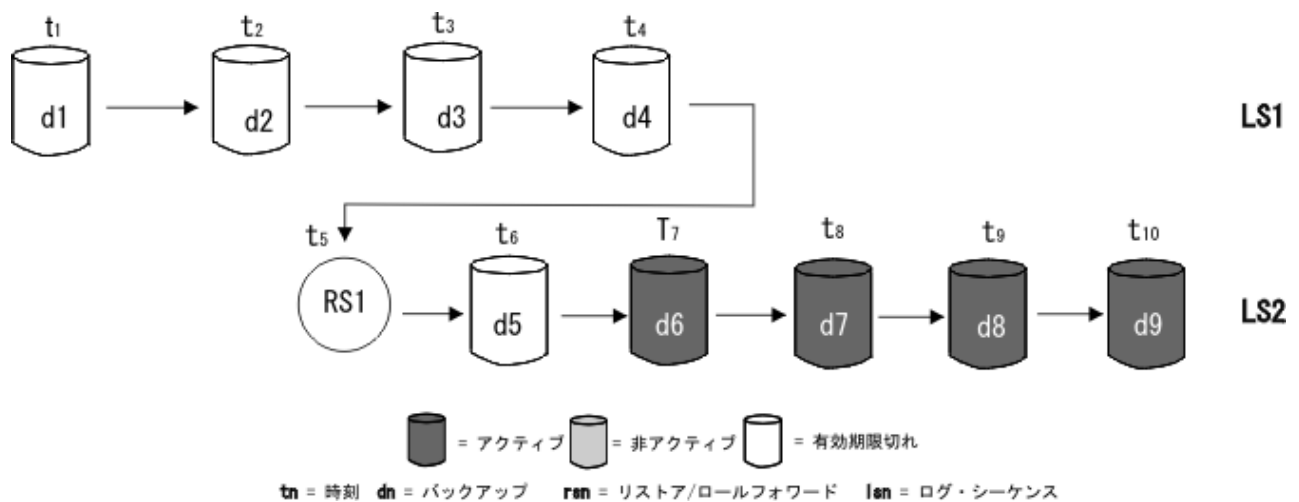 t1 t2 t3 t4
d1 d2 d3 d4 LS1
t5 t6 T7 t8 t9 t10
RS1 d5 d6 d7 d8 d9 LS2
= アクティブ = 非アクティブ = 有効期限切れ
tn = 時刻 dn = バックアップ rsn = リストア/ロールフォワード lsn = ログ・シーケンス